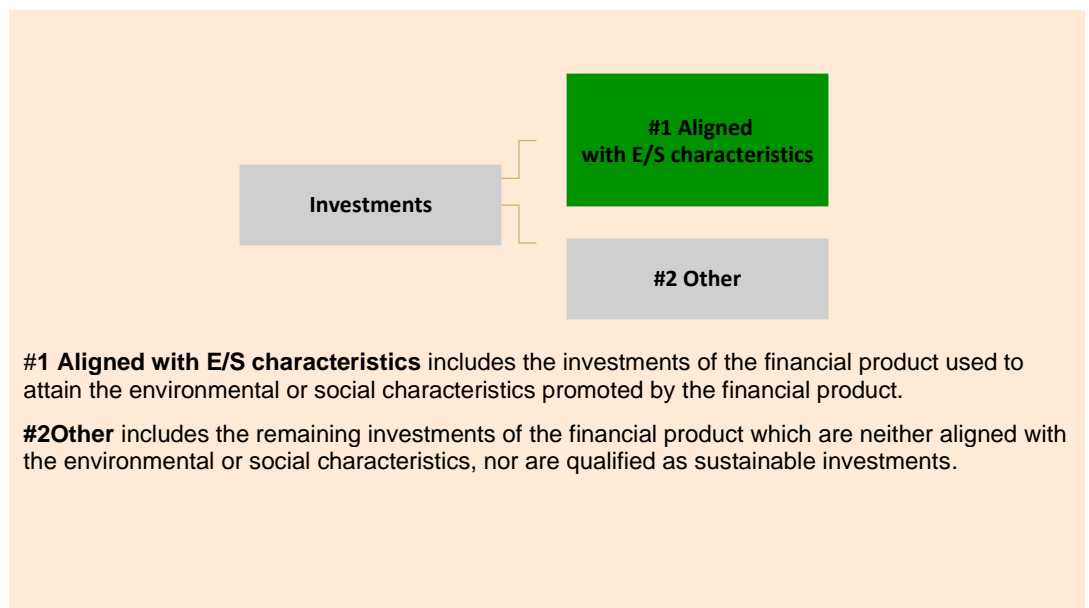 #1 Aligned
with E/S characteristics
Investments
#2 Other
#1 Aligned with E/S characteristics includes the investments of the financial product used to
attain the environmental or social characteristics promoted by the financial product.
#2Other includes the remaining investments of the financial product which are neither aligned with
the environmental or social characteristics, nor are qualified as sustainable investments.